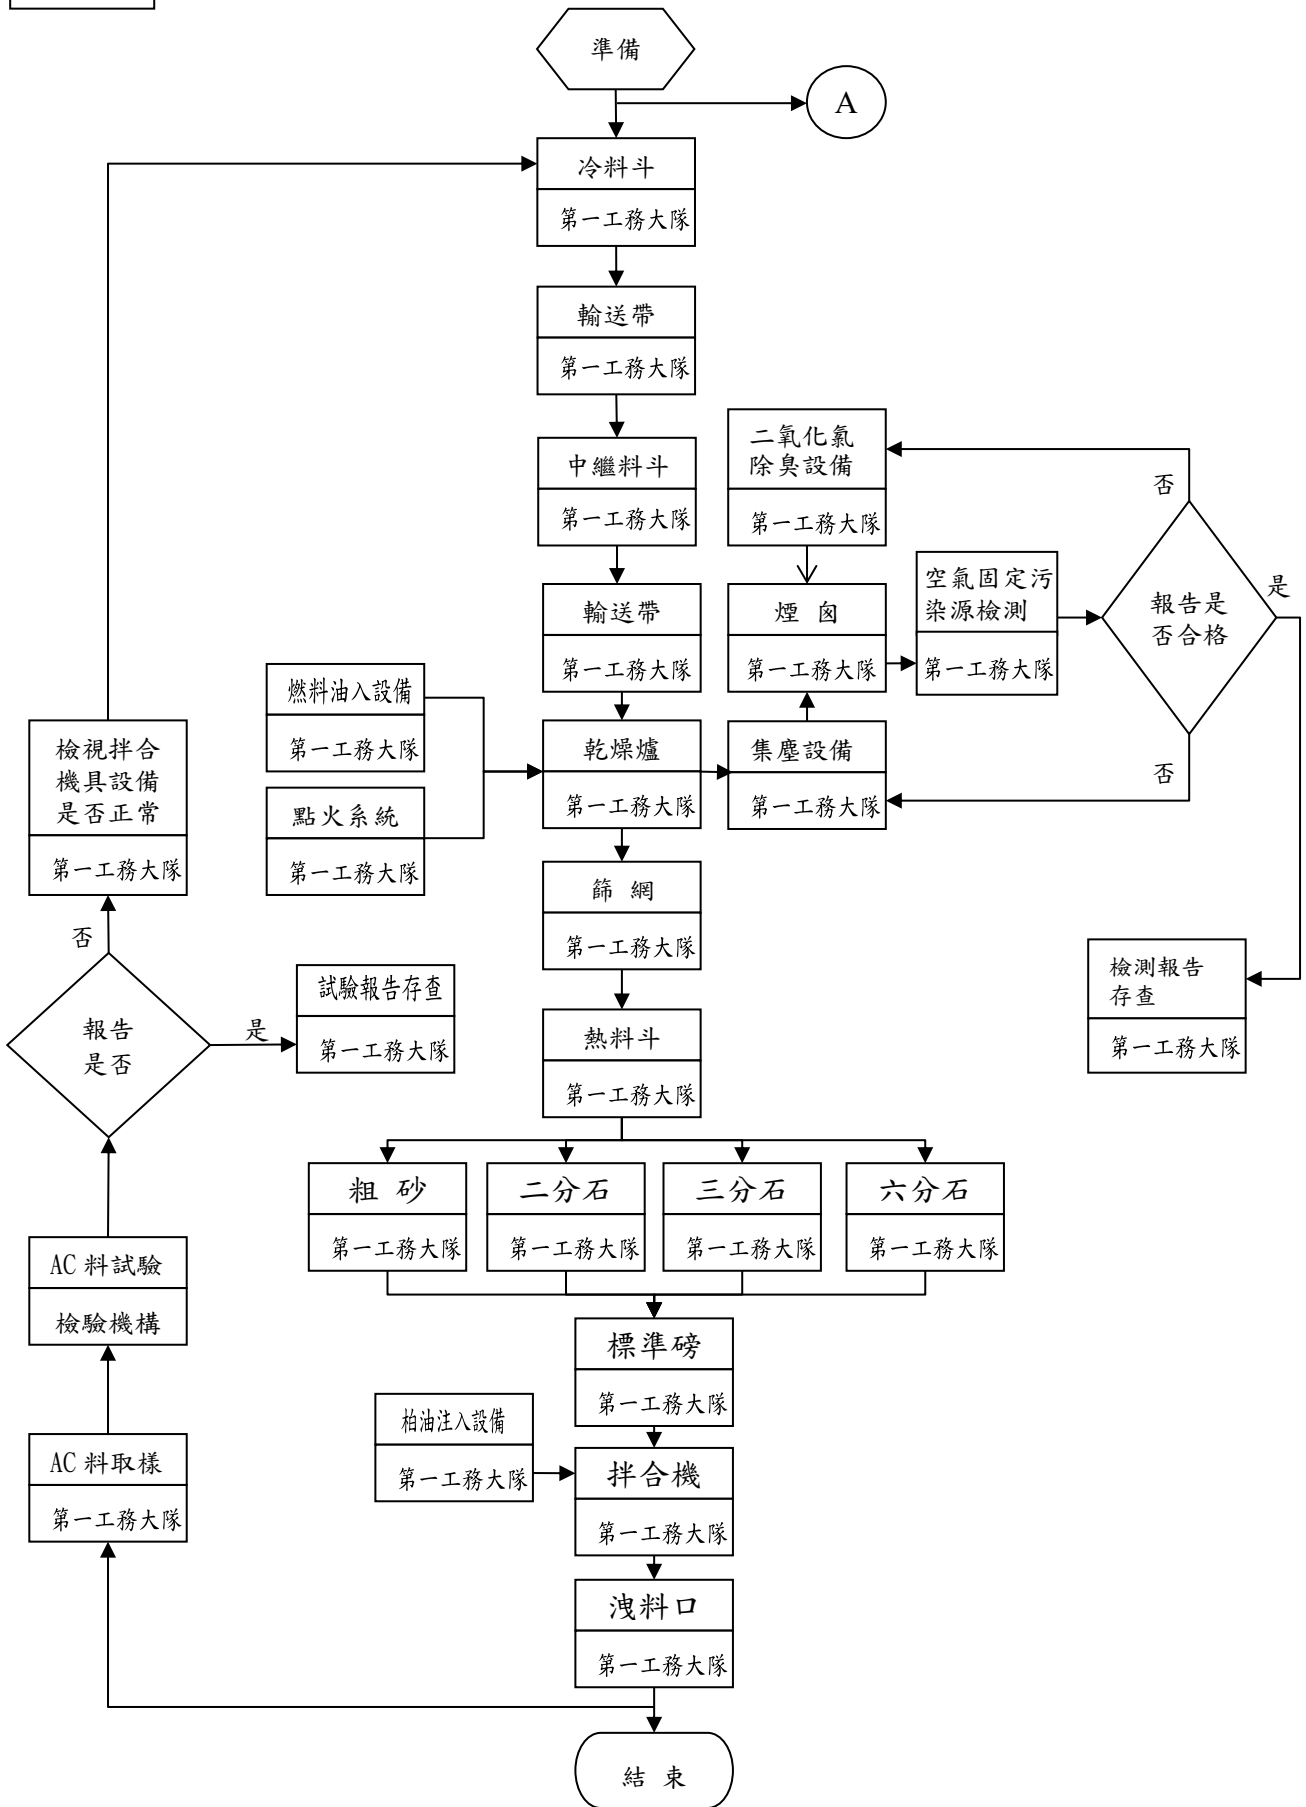 準備
A
冷料斗
第一工務大隊
輸送帶
第一工務大隊
中繼料斗
第一工務大隊
二氧化氯
除臭設備
第一工務大隊
否
輸送帶
第一工務大隊
煙 囪
第一工務大隊
空氣固定污
染源檢測
第一工務大隊
報告是
否合格
是
燃料油入設備
第一工務大隊
檢視拌合
機具設備
是否正常
第一工務大隊
乾燥爐
第一工務大隊
集塵設備
第一工務大隊
否
點火系統
第一工務大隊
篩 網
第一工務大隊
否
報告
是否
是
試驗報告存查
第一工務大隊
檢測報告
存查
第一工務大隊
熱料斗
第一工務大隊
粗 砂
第一工務大隊
二分石
第一工務大隊
三分石
第一工務大隊
六分石
第一工務大隊
AC 料試驗
檢驗機構
標準磅
第一工務大隊
柏油注入設備
第一工務大隊
AC 料取樣
第一工務大隊
拌合機
第一工務大隊
洩料口
第一工務大隊
結 束